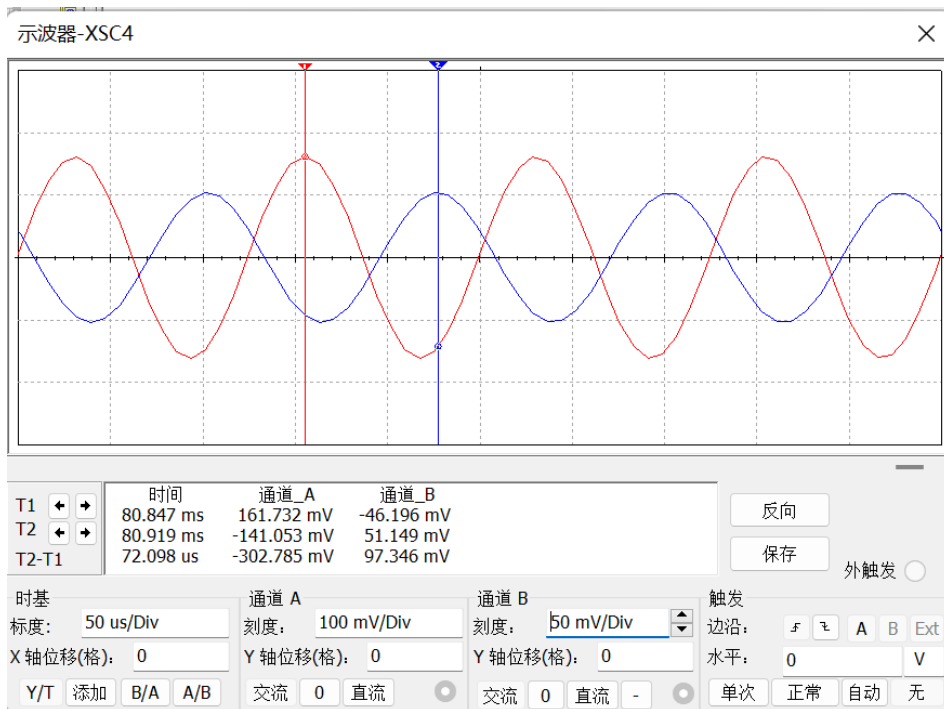 示波器-XSC4
1
2
时间 通道_A 通道_B
T1 80.847 ms 161.732 mV -46.196 mV
T2 80.919 ms -141.053 mV 51.149 mV
T2-T1 72.098 us -302.785 mV 97.346 mV
反向
保存
外触发
时基
标度: 50 us/Div
X 轴位移(格): 0
Y/T 添加 B/A A/B
通道 A
刻度: 100 mV/Div
Y 轴位移(格): 0
交流 0 直流
通道 B
刻度: 50 mV/Div
Y 轴位移(格): 0
交流 0 直流 -
触发
边沿: A B Ext
水平: 0 V
单次 正常 自动 无